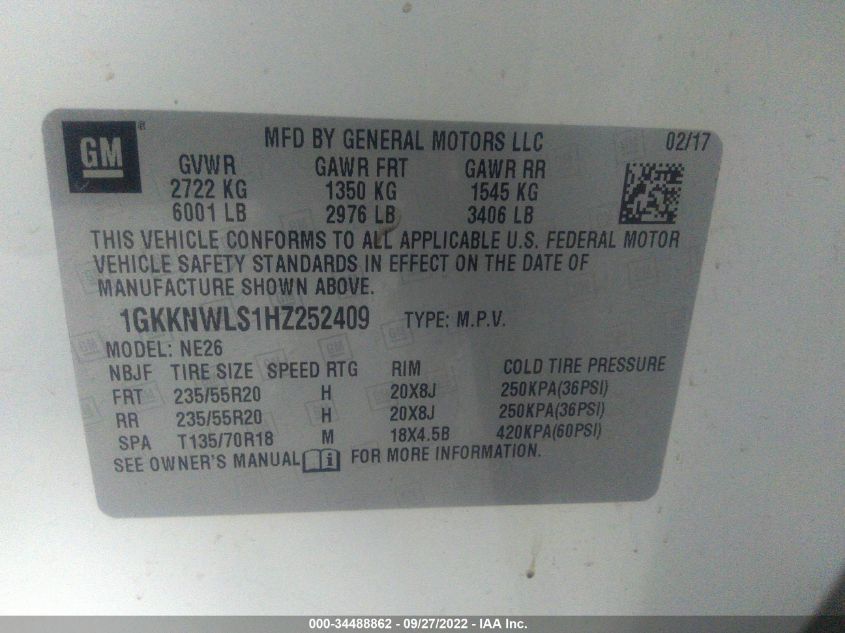 GM
MFD BY GENERAL MOTORS LLC 02/17
GVWR GAWR FRT GAWR RR
2722 KG 1350 KG 1545 KG
6001 LB 2976 LB 3406 LB
THIS VEHICLE CONFORMS TO ALL APPLICABLE U.S. FEDERAL MOTOR
VEHICLE SAFETY STANDARDS IN EFFECT ON THE DATE OF
MANUFACTURE SHOWN ABOVE.
1GKKNWLS1HZ252409 TYPE: M.P.V.
MODEL: NE26
NBJF TIRE SIZE SPEED RTG RIM COLD TIRE PRESSURE
FRT 235/55R20 H 20X8J 250KPA(36PSI)
RR 235/55R20 H 20X8J 250KPA(36PSI)
SPA T135/70R18 M 18X4.5B 420KPA(60PSI)
SEE OWNER'S MANUAL i FOR MORE INFORMATION.
000-34488862 - 09/27/2022 - IAA Inc.